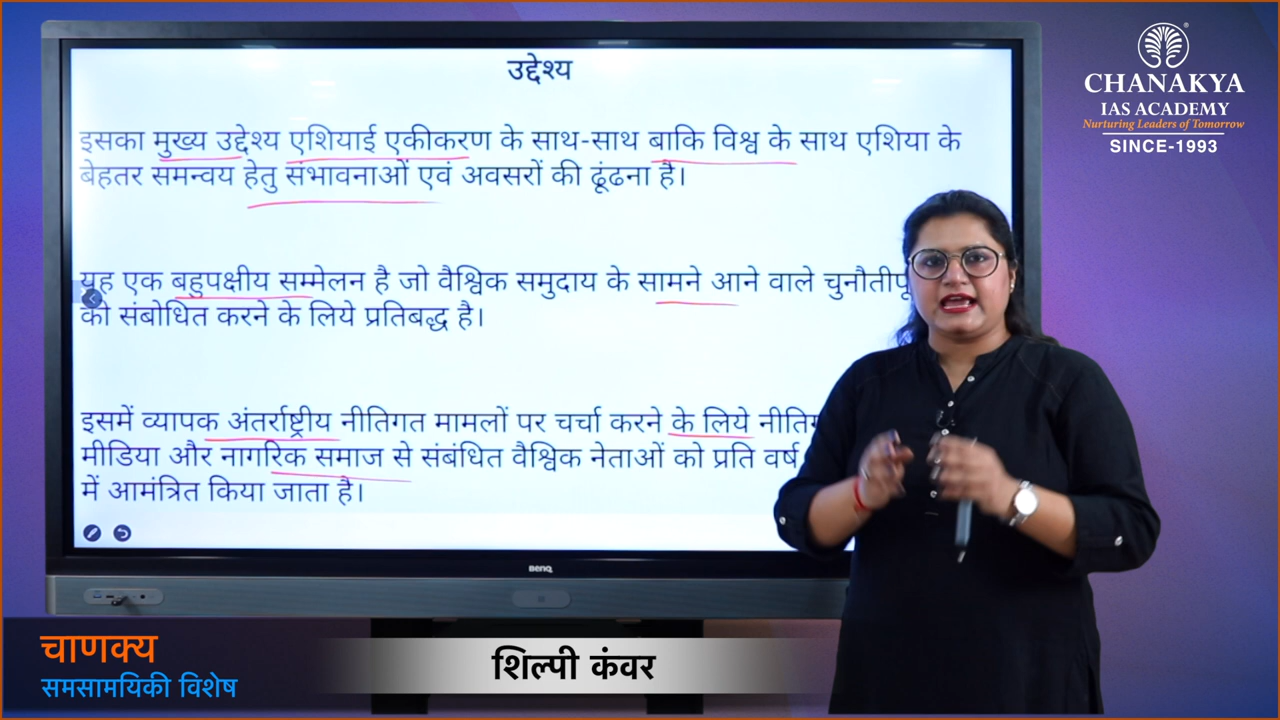 उद्देश्य
इसका मुख्य उद्देश्य एशियाई एकीकरण के साथ-साथ बाकि विश्व के साथ एशिया के
बेहतर समन्वय हेतु संभावनाओं एवं अवसरों की ढूंढना है।
यह एक बहुपक्षीय सम्मेलन है जो वैश्विक समुदाय के सामने आने वाले
को संबोधित करने के लिये प्रतिबद्ध है।
इसमें व्यापक अंतर्राष्ट्रीय नीतिगत मामलों पर चर्चा करने के लिये
मीडिया और नागरिक समाज से संबंधित वैश्विक नेताओं को प्रति वर्ष
में आमंत्रित किया जाता है।
BenQ
CHANAKYA
IAS ACADEMY
Nurturing Leaders of Tomorrow
SINCE-1993
चाणक्य
समसामयिकी विशेष
शिल्पी कंवर